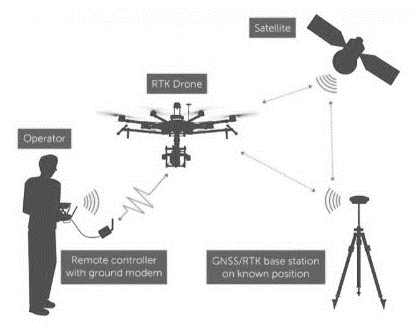 Satellite
RTK Drone
Operator
Remote controller
with ground modem
GNSS/RTK base station
on known position